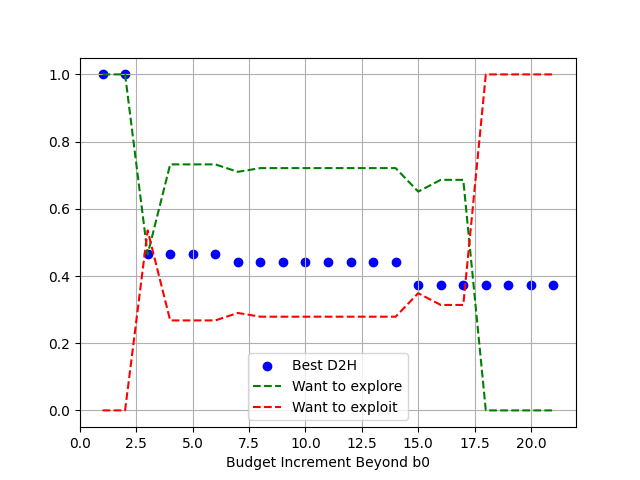 1.0
0.8
0.6
0.4
0.2
0.0
Best D2H
Want to explore
Want to exploit
0.0 2.5 5.0 7.5 10.0 12.5 15.0 17.5 20.0
Budget Increment Beyond b0